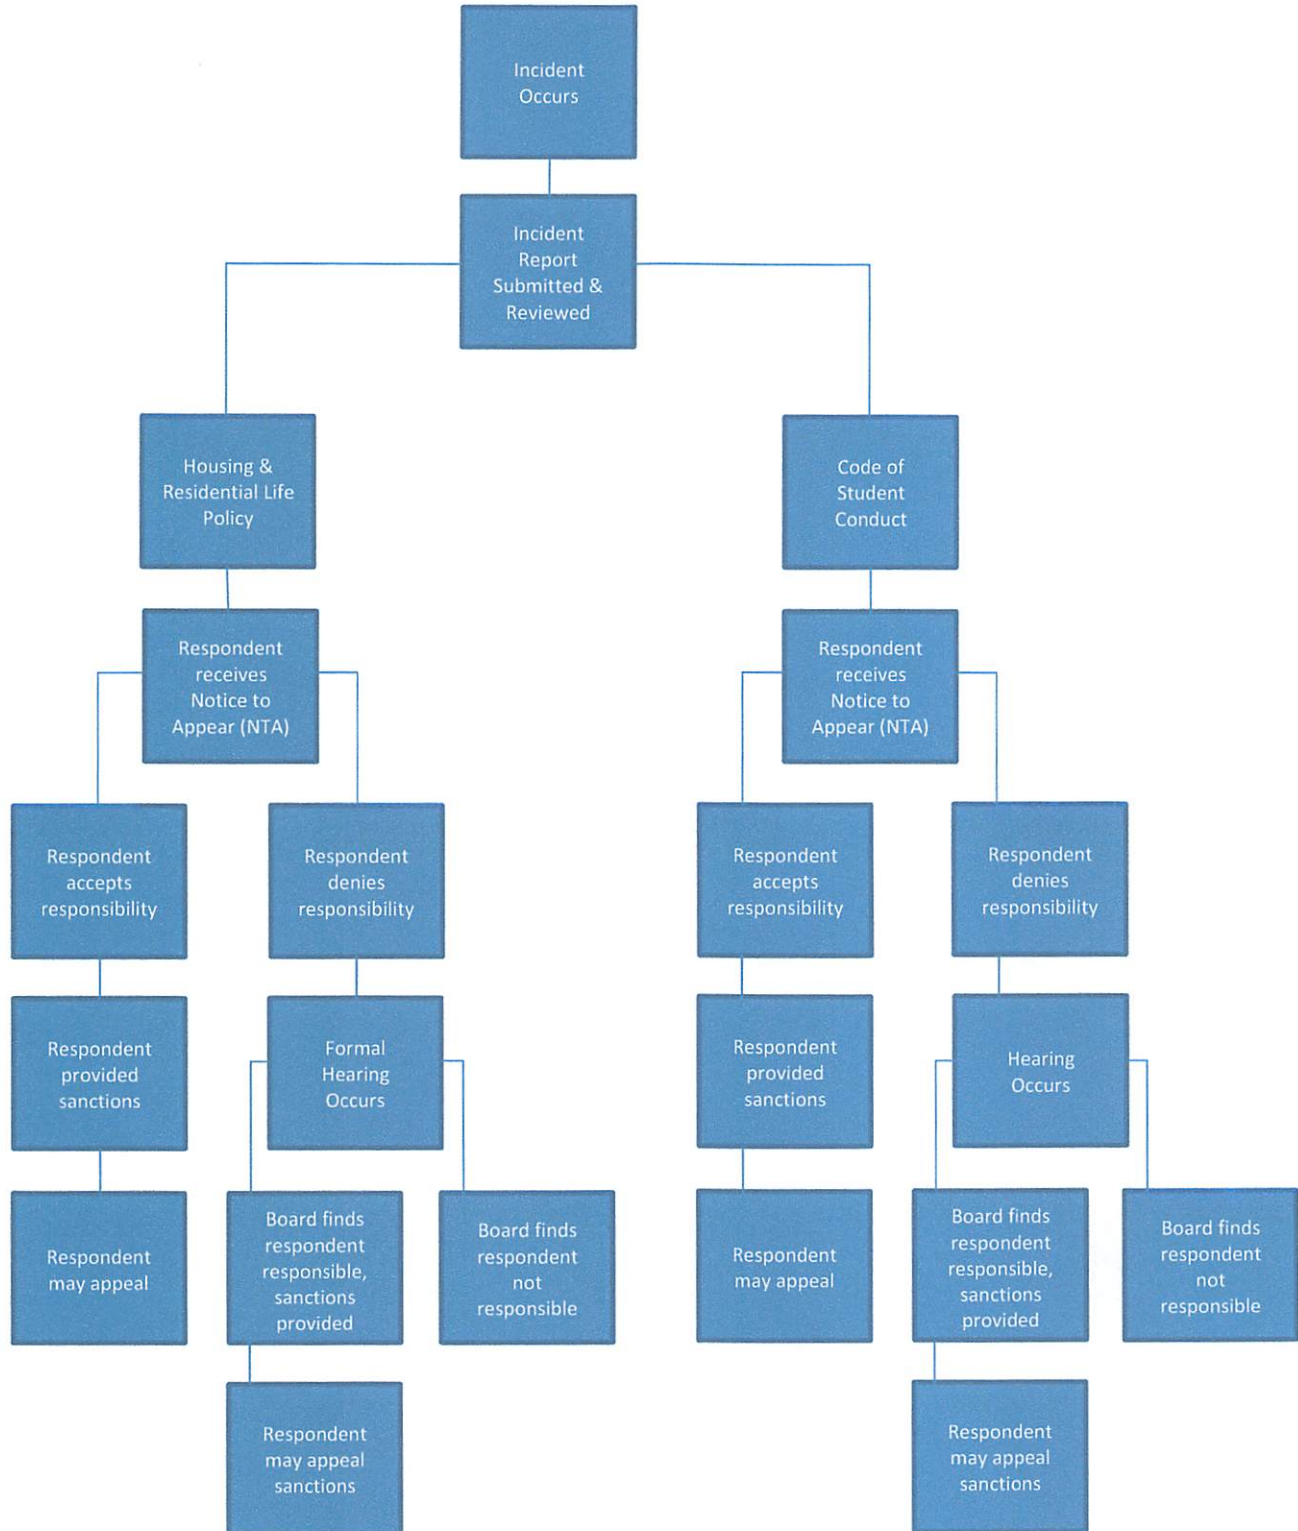 Incident
Occurs
Incident
Report
Submitted &
Reviewed
Housing &
Residential Life
Policy
Code of
Student
Conduct
Respondent
receives
Notice to
Appear (NTA)
Respondent
receives
Notice to
Appear (NTA)
Respondent
accepts
responsibility
Respondent
denies
responsibility
Respondent
accepts
responsibility
Respondent
denies
responsibility
Respondent
provided
sanctions
Formal
Hearing
Occurs
Respondent
provided
sanctions
Hearing
Occurs
Respondent
may appeal
Board finds
respondent
responsible,
sanctions
provided
Board finds
respondent
not
responsible
Respondent
may appeal
Board finds
respondent
responsible,
sanctions
provided
Board finds
respondent
not
responsible
Respondent
may appeal
sanctions
Respondent
may appeal
sanctions